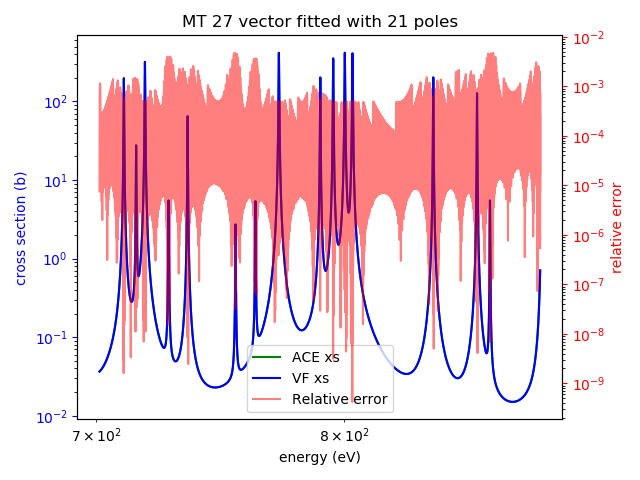 MT 27 vector fitted with 21 poles
10²
10¹
10⁰
10⁻¹
10⁻²
cross section (b)
10⁻²
10⁻³
10⁻⁴
10⁻⁵
10⁻⁶
10⁻⁷
10⁻⁸
10⁻⁹
relative error
ACE xs
VF xs
Relative error
7 × 10² 8 × 10²
energy (eV)